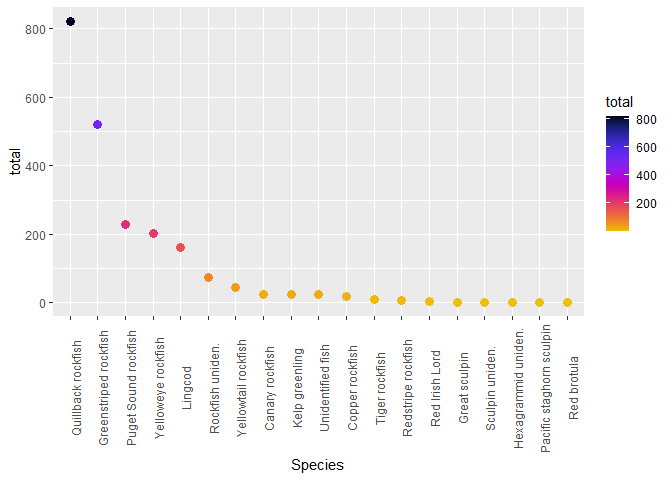 total
800
600
400
200
0
Quillback rockfish
Greenstriped rockfish
Puget Sound rockfish
Yelloweye rockfish
Lingcod
Rockfish uniden.
Yellowtail rockfish
Canary rockfish
Kelp greenling
Unidentified fish
Copper rockfish
Tiger rockfish
Redstripe rockfish
Red Irish Lord
Great sculpin
Sculpin uniden.
Hexagrammid uniden.
Pacific staghorn sculpin
Red brotula
Species
total
800
600
400
200